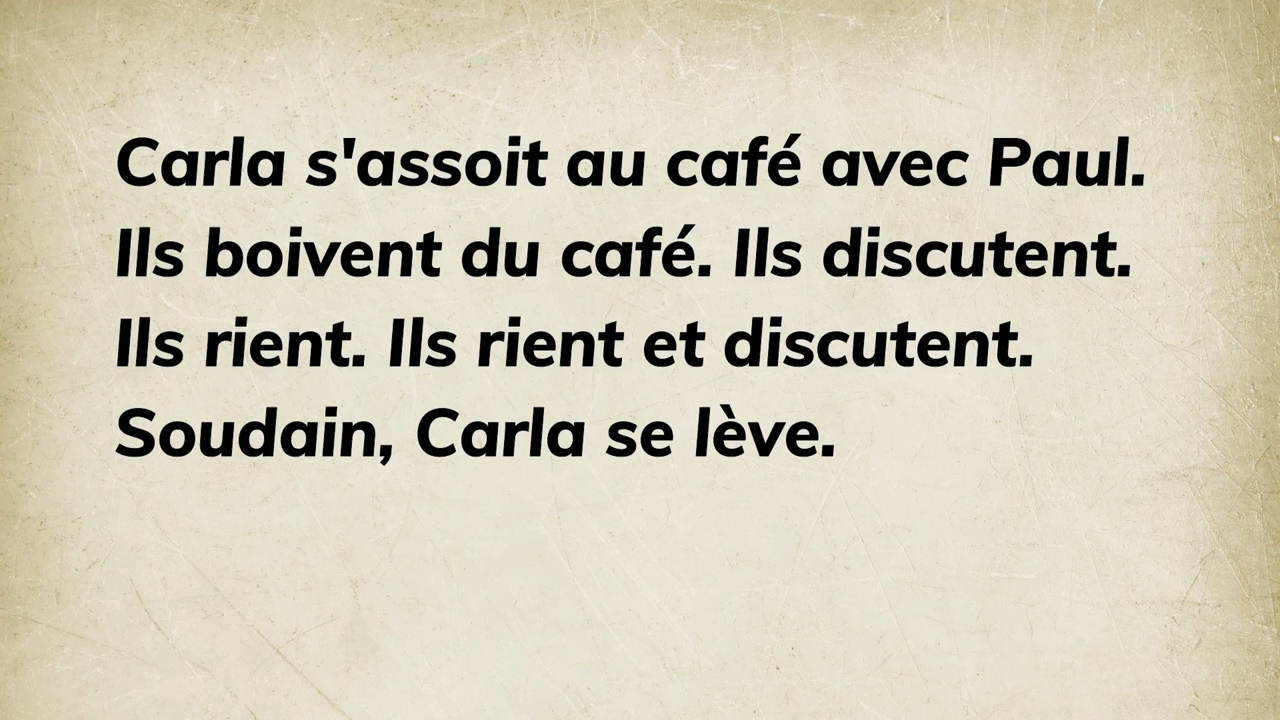 Carla s'assoit au café avec Paul.
Ils boivent du café. Ils discutent.
Ils rient. Ils rient et discutent.
Soudain, Carla se lève.